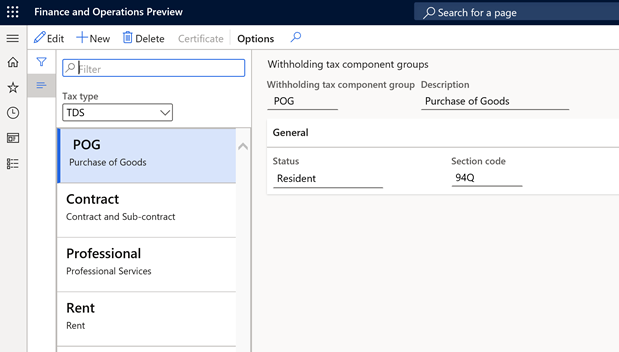 Finance and Operations Preview
Search for a page
Edit
New
Delete
Certificate
Options
Filter
Tax type
TDS
POG
Purchase of Goods
Contract
Contract and Sub-contract
Professional
Professional Services
Rent
Rent
Withholding tax component groups
Withholding tax component group
Description
POG
Purchase of Goods
General
Status
Section code
Resident
94Q